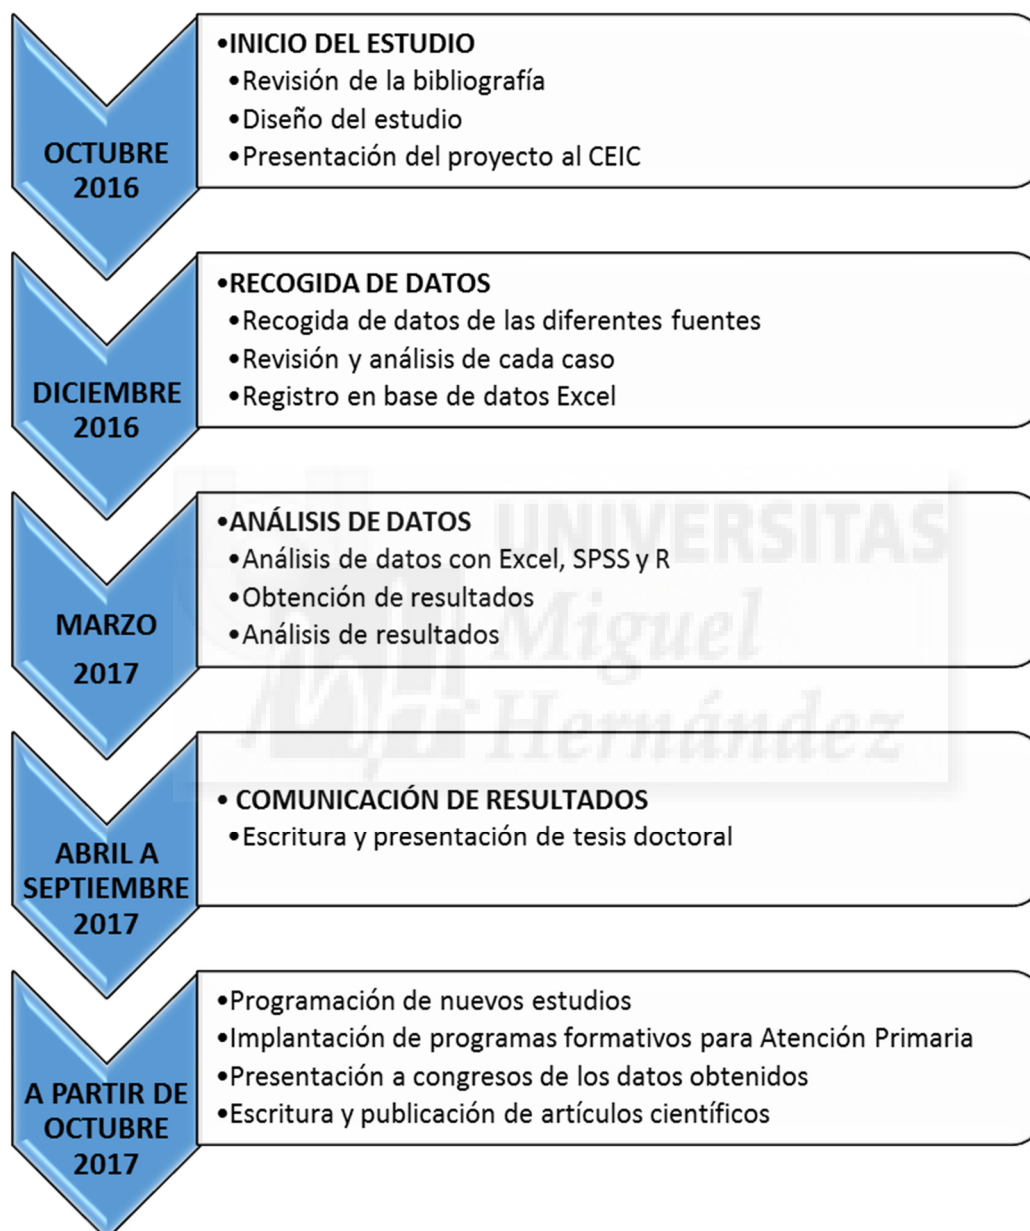 OCTUBRE
2016
•INICIO DEL ESTUDIO
•Revisión de la bibliografía
•Diseño del estudio
•Presentación del proyecto al CEIC
DICIEMBRE
2016
•RECOGIDA DE DATOS
•Recogida de datos de las diferentes fuentes
•Revisión y análisis de cada caso
•Registro en base de datos Excel
MARZO
2017
•ANÁLISIS DE DATOS
•Análisis de datos con Excel, SPSS y R
•Obtención de resultados
•Análisis de resultados
UNIVERSITAS
Miguel
Hernández
ABRIL A
SEPTIEMBRE
2017
• COMUNICACIÓN DE RESULTADOS
•Escritura y presentación de tesis doctoral
A PARTIR DE
OCTUBRE
2017
•Programación de nuevos estudios
•Implantación de programas formativos para Atención Primaria
•Presentación a congresos de los datos obtenidos
•Escritura y publicación de artículos científicos